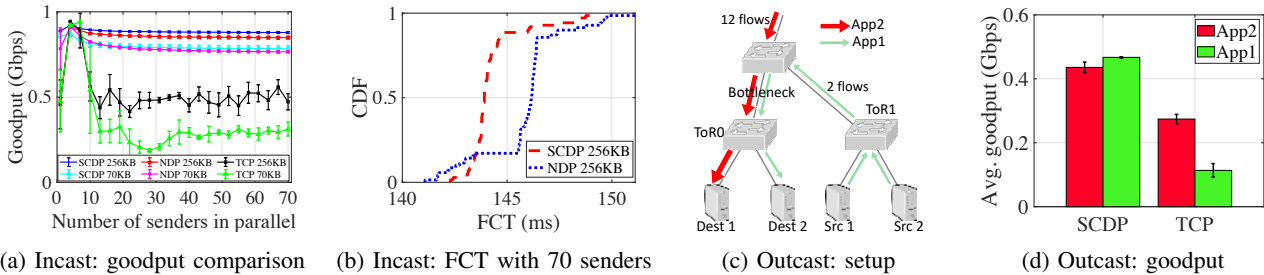 Goodput (Gbps)
1
0.5
0
0
10
20
30
40
50
60
70
SCDP 256KB
NDP 256KB
TCP 256KB
SCDP 70KB
NDP 70KB
TCP 70KB
Number of senders in parallel
(a) Incast: goodput comparison
CDF
1
0.5
0
140
145
150
SCDP 256KB
NDP 256KB
FCT (ms)
(b) Incast: FCT with 70 senders
12 flows
App2
App1
Bottleneck
2 flows
ToR0
ToR1
Dest 1
Dest 2
Src 1
Src 2
(c) Outcast: setup
Avg. goodput (Gbps)
0.6
0.4
0.2
0
App2
App1
SCDP
TCP
(d) Outcast: goodput